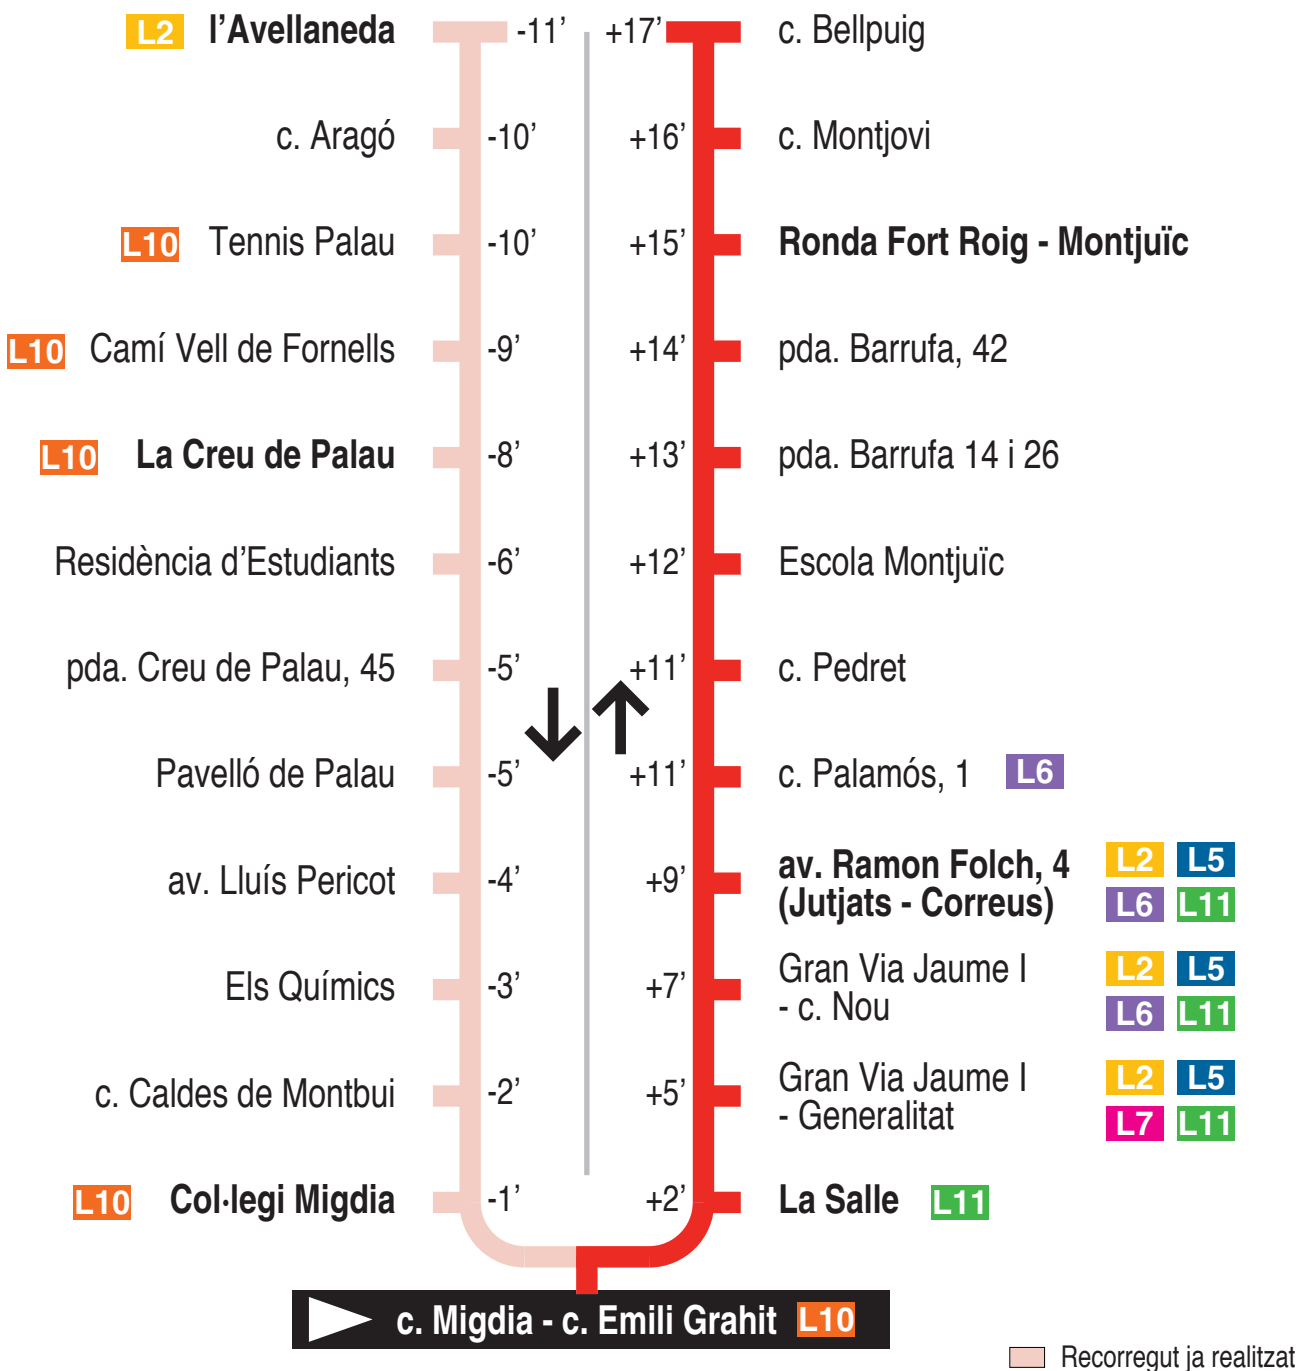 L2 l’Avellaneda -11’ +17’ c. Bellpuig
c. Aragó -10’ +16’ c. Montjovi
L10 Tennis Palau -10’ +15’ Ronda Fort Roig - Montjuïc
L10 Camí Vell de Fornells -9’ +14’ pda. Barrufa, 42
L10 La Creu de Palau -8’ +13’ pda. Barrufa 14 i 26
Residència d’Estudiants -6’ +12’ Escola Montjuïc
pda. Creu de Palau, 45 -5’ +11’ c. Pedret
Pavelló de Palau -5’ +11’ c. Palamós, 1 L6
av. Lluís Pericot -4’ +9’ av. Ramon Folch, 4 L2 L5
(Jutjats - Correus) L6 L11
Els Químics -3’ +7’ Gran Via Jaume I L2 L5
- c. Nou L6 L11
c. Caldes de Montbui -2’ +5’ Gran Via Jaume I L2 L5
- Generalitat L7 L11
L10 Col·legi Migdia -1’ +2’ La Salle L11
c. Migdia - c. Emili Grahit L10
Recorregut ja realitzat